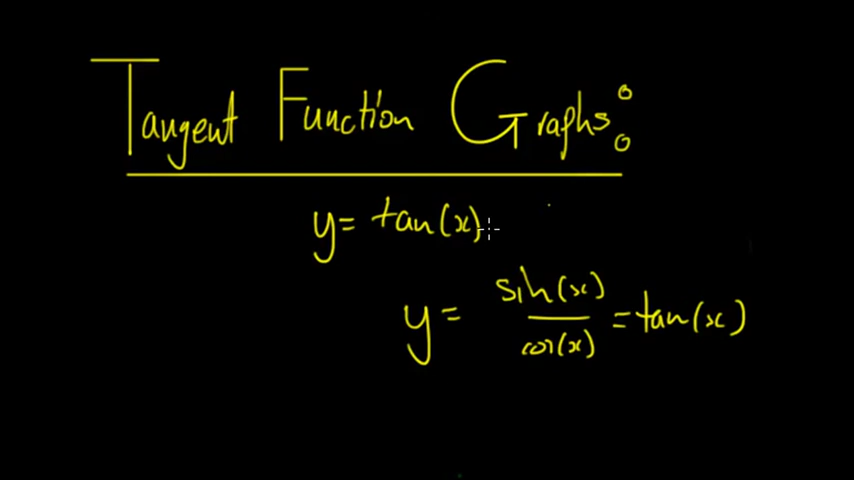 Tangent Function Graphs:
y= tan(x)
y= sin(x)/cos(x) = tan(x)